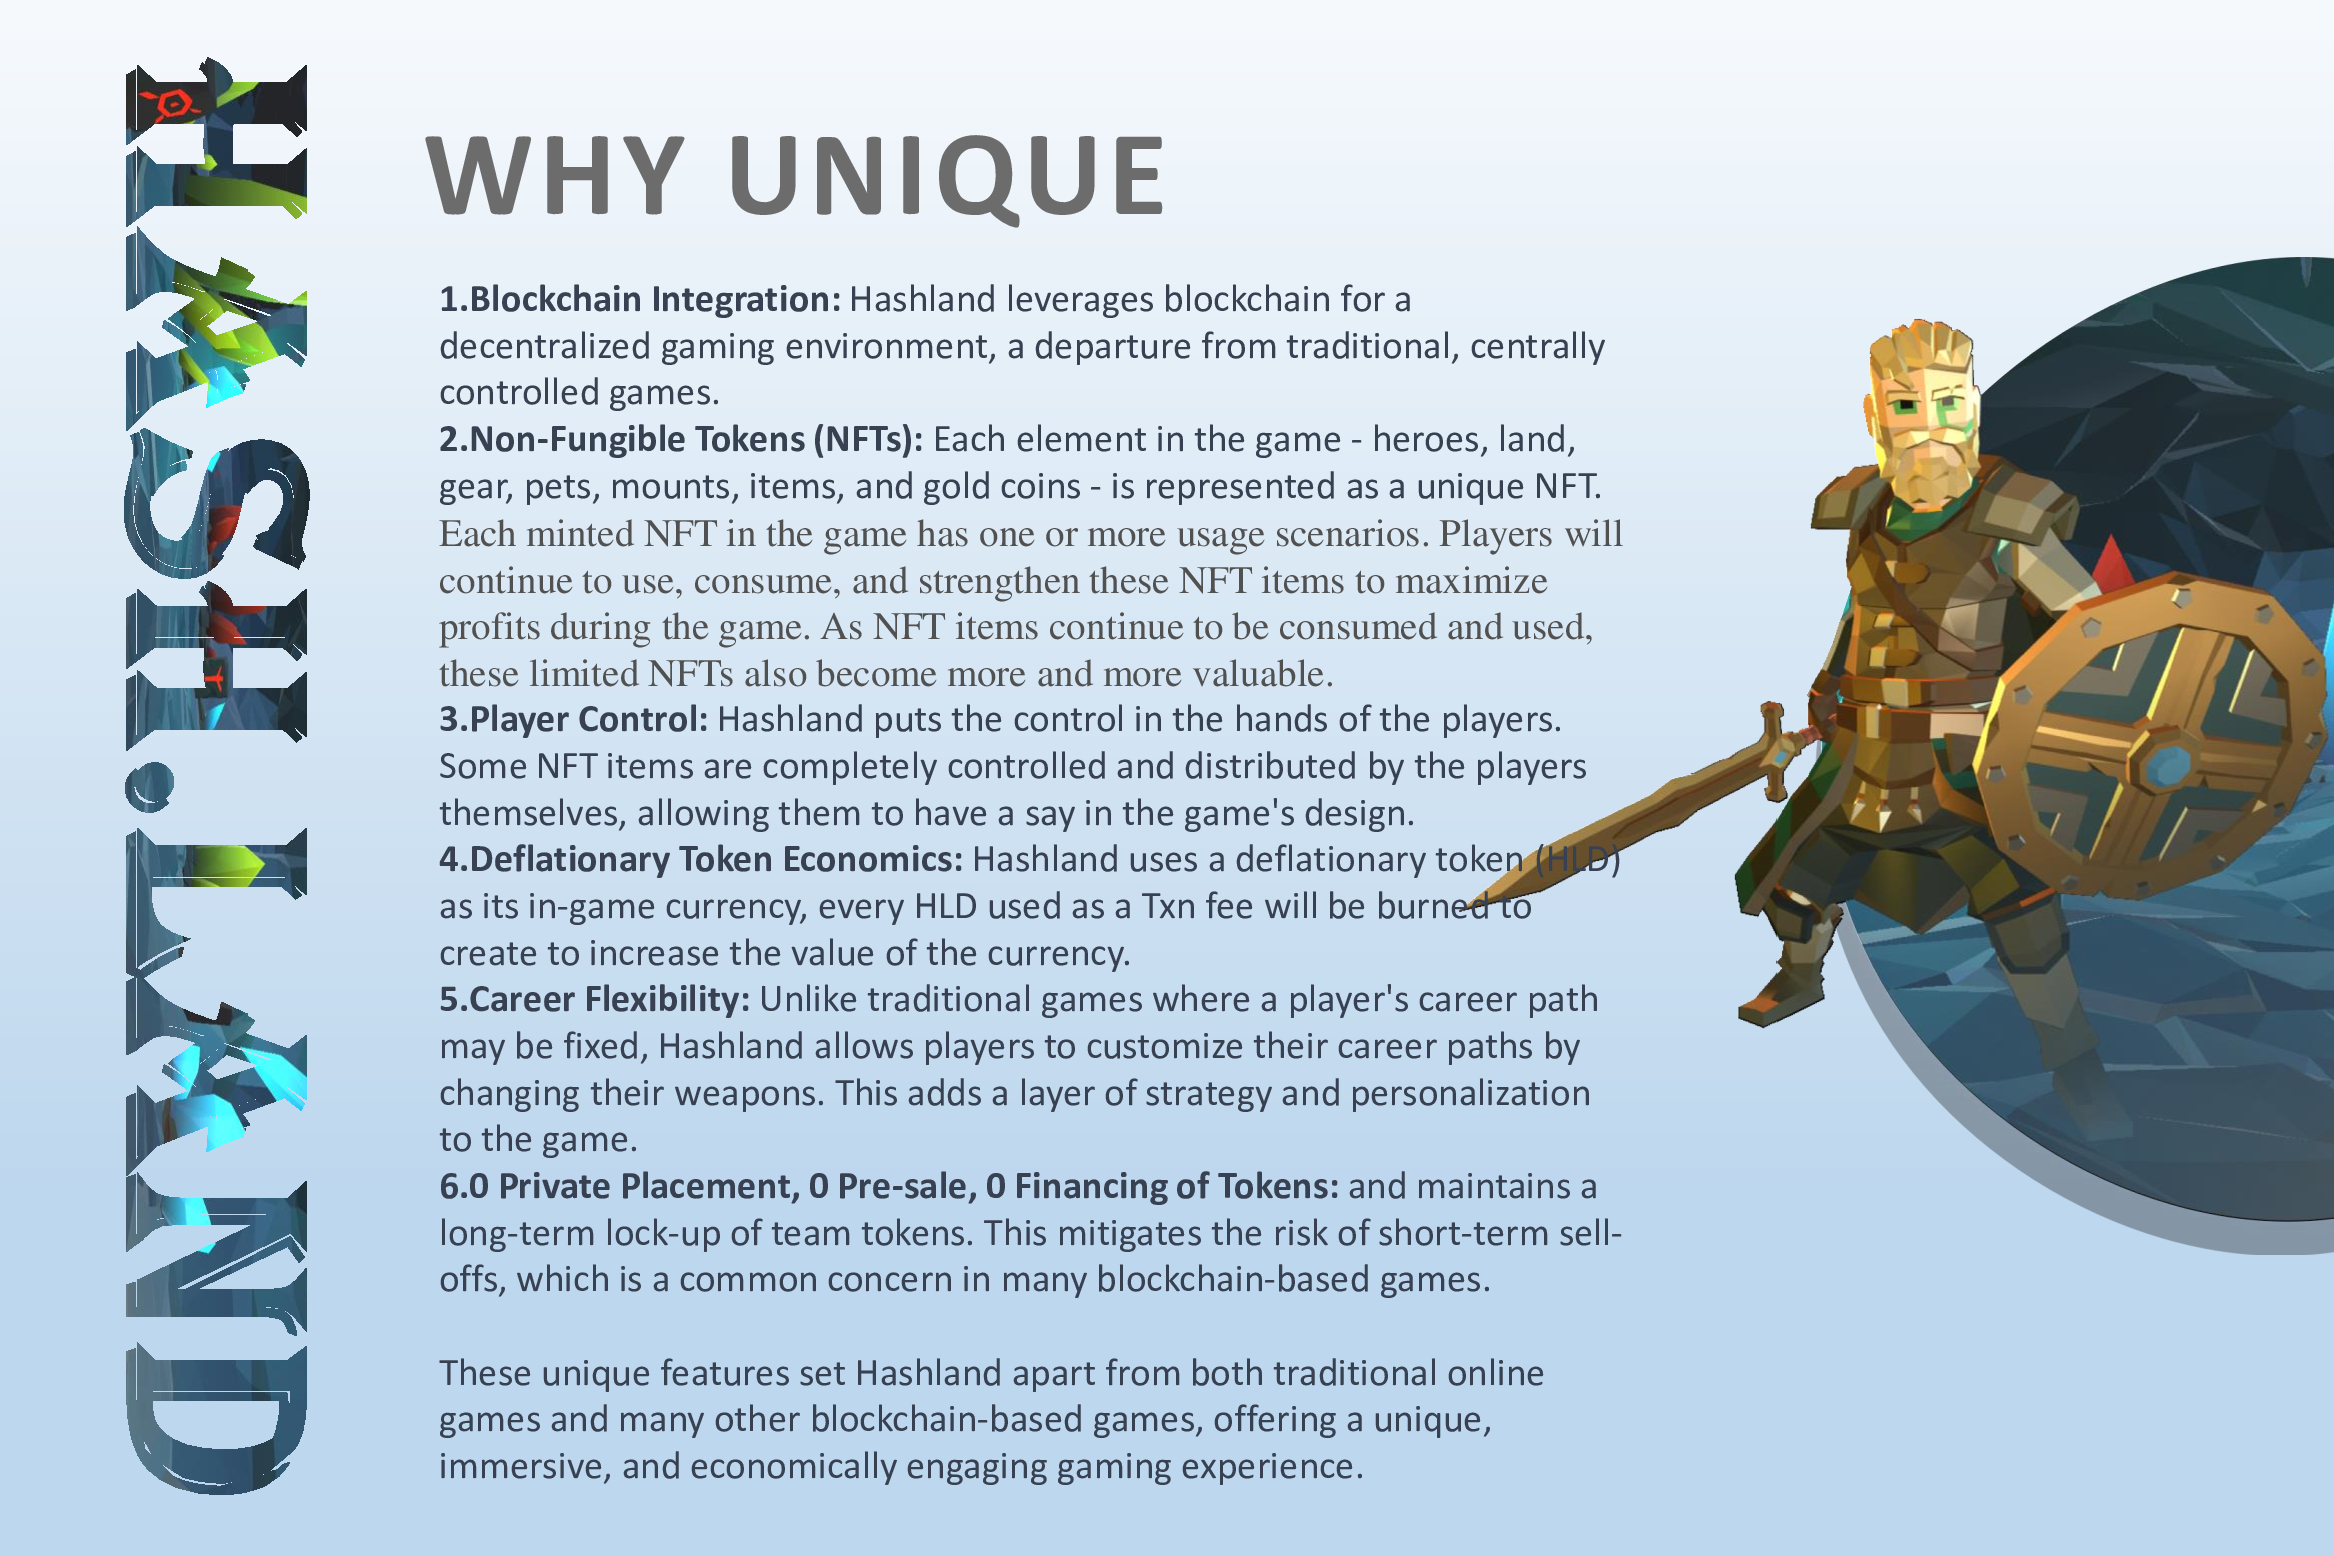 HASH.LAND
WHY UNIQUE
1.Blockchain Integration: Hashland leverages blockchain for a
decentralized gaming environment, a departure from traditional, centrally
controlled games.
2.Non-Fungible Tokens (NFTs): Each element in the game - heroes, land,
gear, pets, mounts, items, and gold coins - is represented as a unique NFT.
Each minted NFT in the game has one or more usage scenarios. Players will
continue to use, consume, and strengthen these NFT items to maximize
profits during the game. As NFT items continue to be consumed and used,
these limited NFTs also become more and more valuable.
3.Player Control: Hashland puts the control in the hands of the players.
Some NFT items are completely controlled and distributed by the players
themselves, allowing them to have a say in the game's design.
4.Deflationary Token Economics: Hashland uses a deflationary token (HLD)
as its in-game currency, every HLD used as a Txn fee will be burned to
create to increase the value of the currency.
5.Career Flexibility: Unlike traditional games where a player's career path
may be fixed, Hashland allows players to customize their career paths by
changing their weapons. This adds a layer of strategy and personalization
to the game.
6.0 Private Placement, 0 Pre-sale, 0 Financing of Tokens: and maintains a
long-term lock-up of team tokens. This mitigates the risk of short-term sell-
offs, which is a common concern in many blockchain-based games.
These unique features set Hashland apart from both traditional online
games and many other blockchain-based games, offering a unique,
immersive, and economically engaging gaming experience.